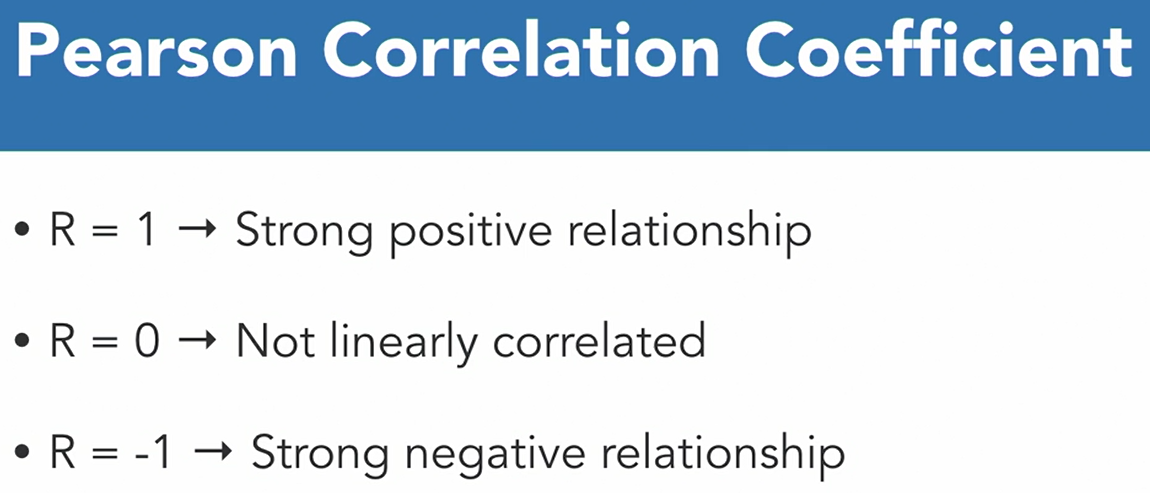 Pearson Correlation Coefficient
• R = 1 → Strong positive relationship
• R = 0 → Not linearly correlated
• R = -1 → Strong negative relationship